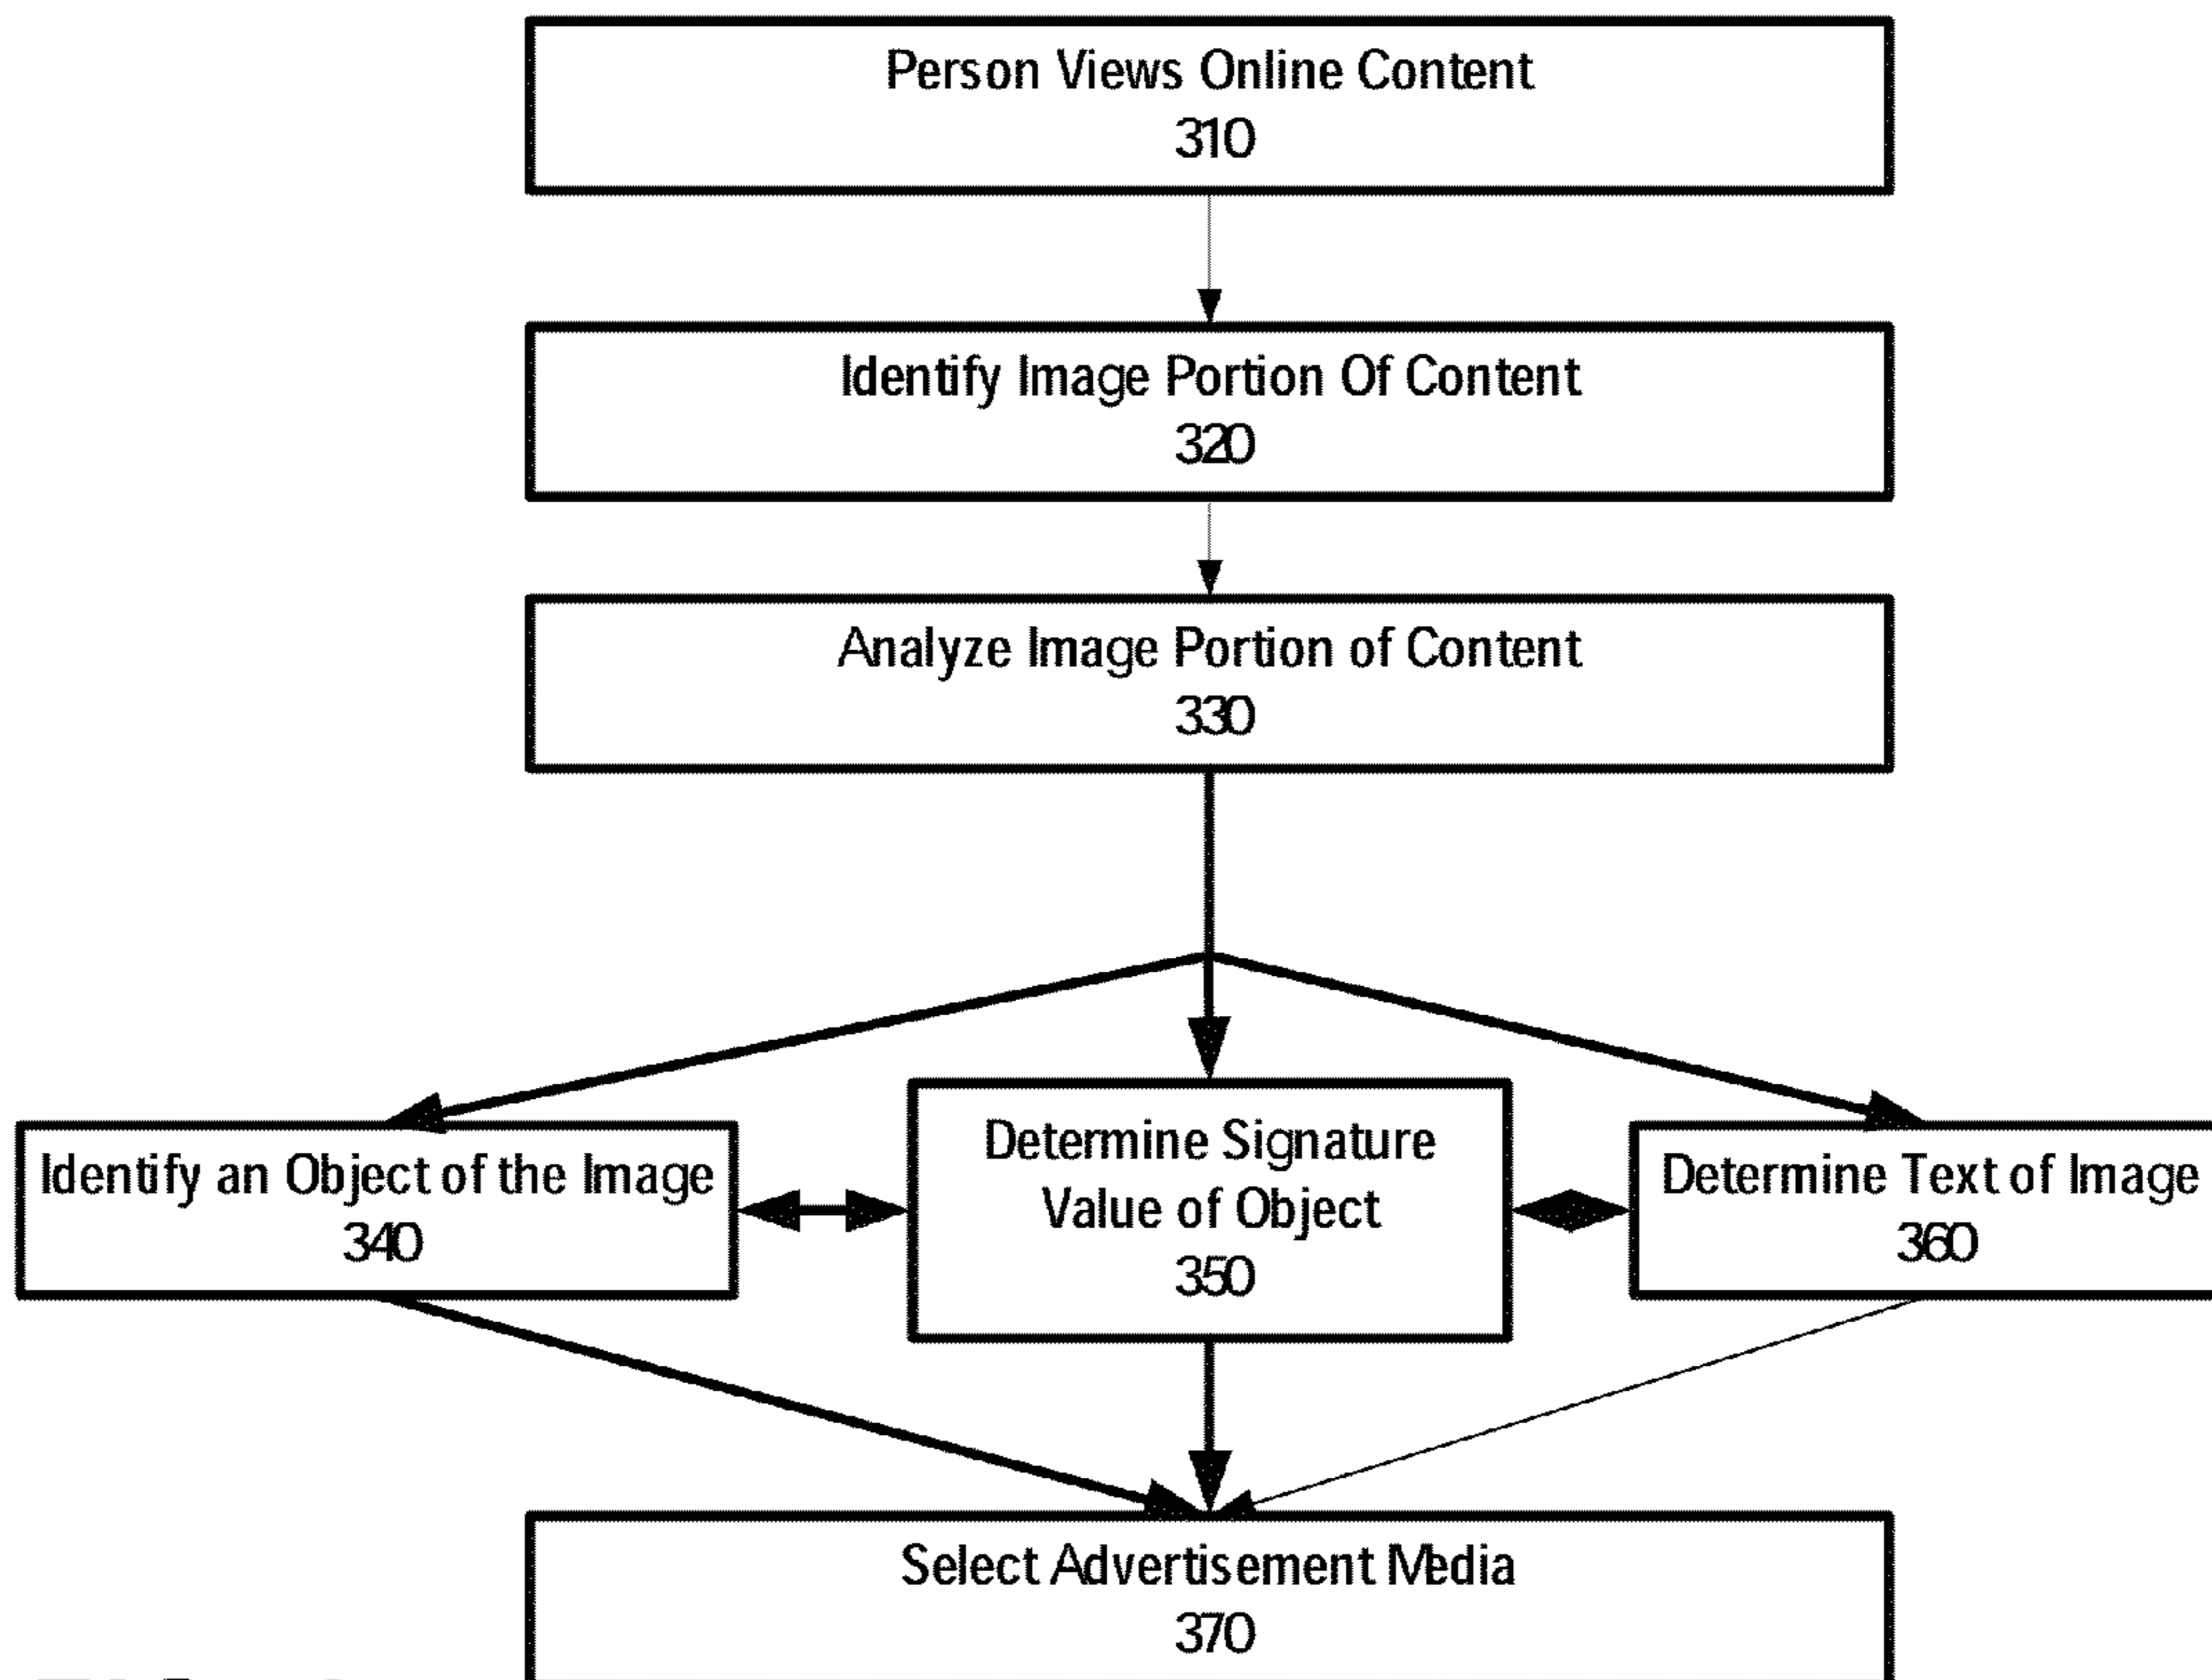 Person Views Online Content
310
Identify Image Portion Of Content
320
Analyze Image Portion of Content
330
Identify an Object of the Image
340
Determine Signature
Value of Object
350
Determine Text of Image
360
Select Advertisement Media
370